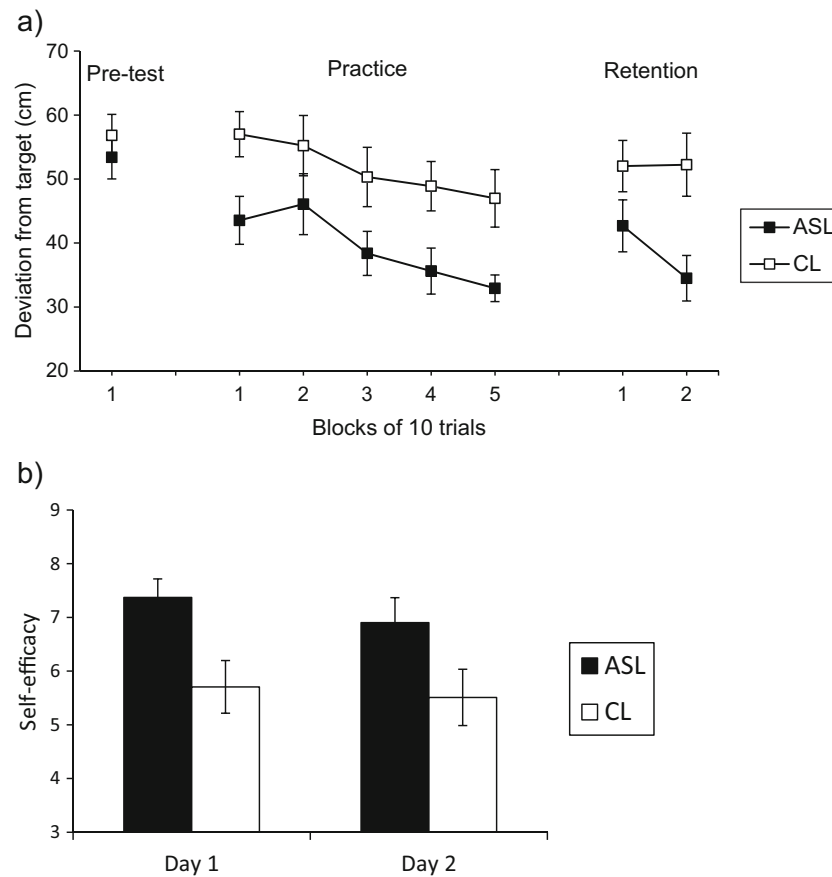 a)
70
60
50
40
30
20
Deviation from target (cm)
Pre-test
Practice
Retention
1
1
2
3
4
5
1
2
Blocks of 10 trials
ASL
CL
b)
9
8
7
6
5
4
3
Self-efficacy
Day 1
Day 2
ASL
CL